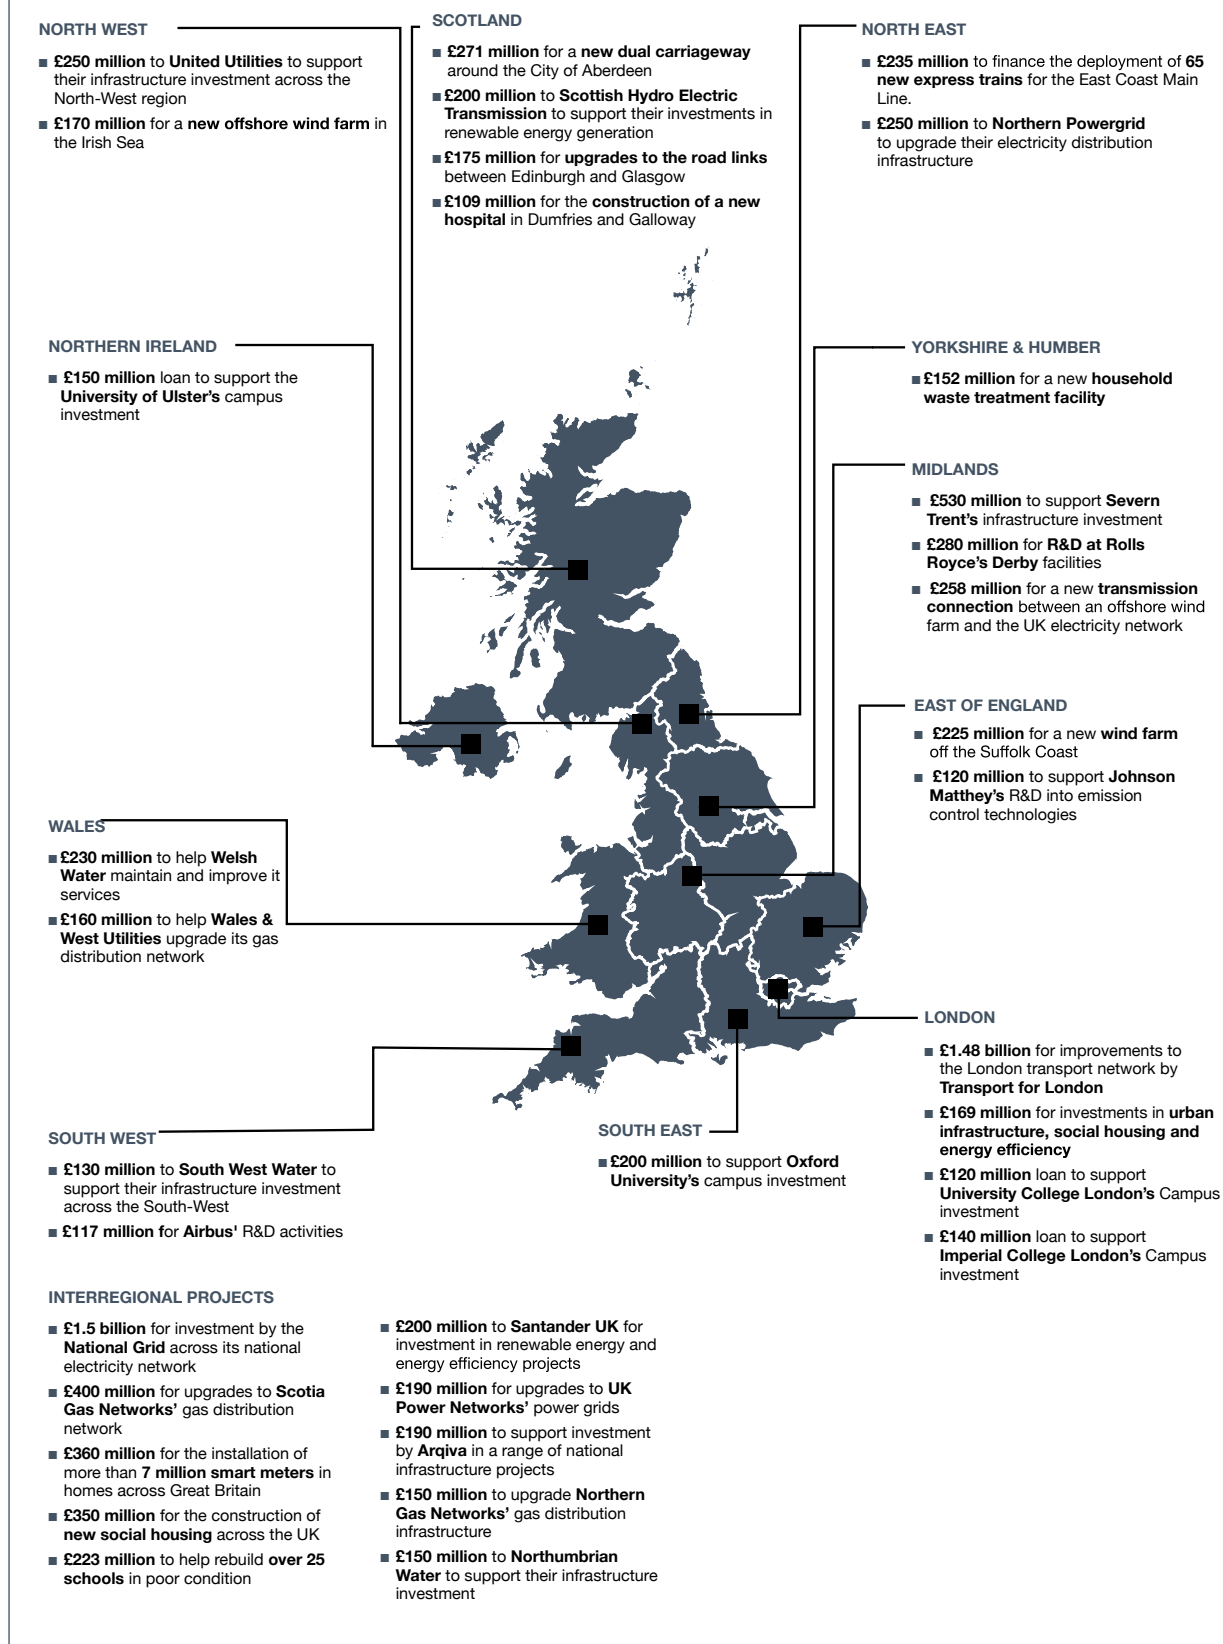 NORTH WEST
■ £250 million to United Utilities to support
their infrastructure investment across the
North-West region
■ £170 million for a new offshore wind farm in
the Irish Sea
SCOTLAND
■ £271 million for a new dual carriageway
around the City of Aberdeen
■ £200 million to Scottish Hydro Electric
Transmission to support their investments in
renewable energy generation
■ £175 million for upgrades to the road links
between Edinburgh and Glasgow
■ £109 million for the construction of a new
hospital in Dumfries and Galloway
NORTH EAST
■ £235 million to finance the deployment of 65
new express trains for the East Coast Main
Line.
■ £250 million to Northern Powergrid
to upgrade their electricity distribution
infrastructure
NORTHERN IRELAND
■ £150 million loan to support the
University of Ulster’s campus
investment
YORKSHIRE & HUMBER
■ £152 million for a new household
waste treatment facility
MIDLANDS
■ £530 million to support Severn
Trent’s infrastructure investment
■ £280 million for R&D at Rolls
Royce’s Derby facilities
■ £258 million for a new transmission
connection between an offshore wind
farm and the UK electricity network
EAST OF ENGLAND
■ £225 million for a new wind farm
off the Suffolk Coast
■ £120 million to support Johnson
Matthey’s R&D into emission
control technologies
WALES
■ £230 million to help Welsh
Water maintain and improve it
services
■ £160 million to help Wales &
West Utilities upgrade its gas
distribution network
LONDON
■ £1.48 billion for improvements to
the London transport network by
Transport for London
■ £169 million for investments in urban
infrastructure, social housing and
energy efficiency
■ £120 million loan to support
University College London’s Campus
investment
■ £140 million loan to support
Imperial College London’s Campus
investment
SOUTH WEST
■ £130 million to South West Water to
support their infrastructure investment
across the South-West
■ £117 million for Airbus' R&D activities
SOUTH EAST
■ £200 million to support Oxford
University’s campus investment
INTERREGIONAL PROJECTS
■ £1.5 billion for investment by the
National Grid across its national
electricity network
■ £400 million for upgrades to Scotia
Gas Networks’ gas distribution
network
■ £360 million for the installation of
more than 7 million smart meters in
homes across Great Britain
■ £350 million for the construction of
new social housing across the UK
■ £223 million to help rebuild over 25
schools in poor condition
■ £200 million to Santander UK for
investment in renewable energy and
energy efficiency projects
■ £190 million for upgrades to UK
Power Networks’ power grids
■ £190 million to support investment
by Arqiva in a range of national
infrastructure projects
■ £150 million to upgrade Northern
Gas Networks’ gas distribution
infrastructure
■ £150 million to Northumbrian
Water to support their infrastructure
investment